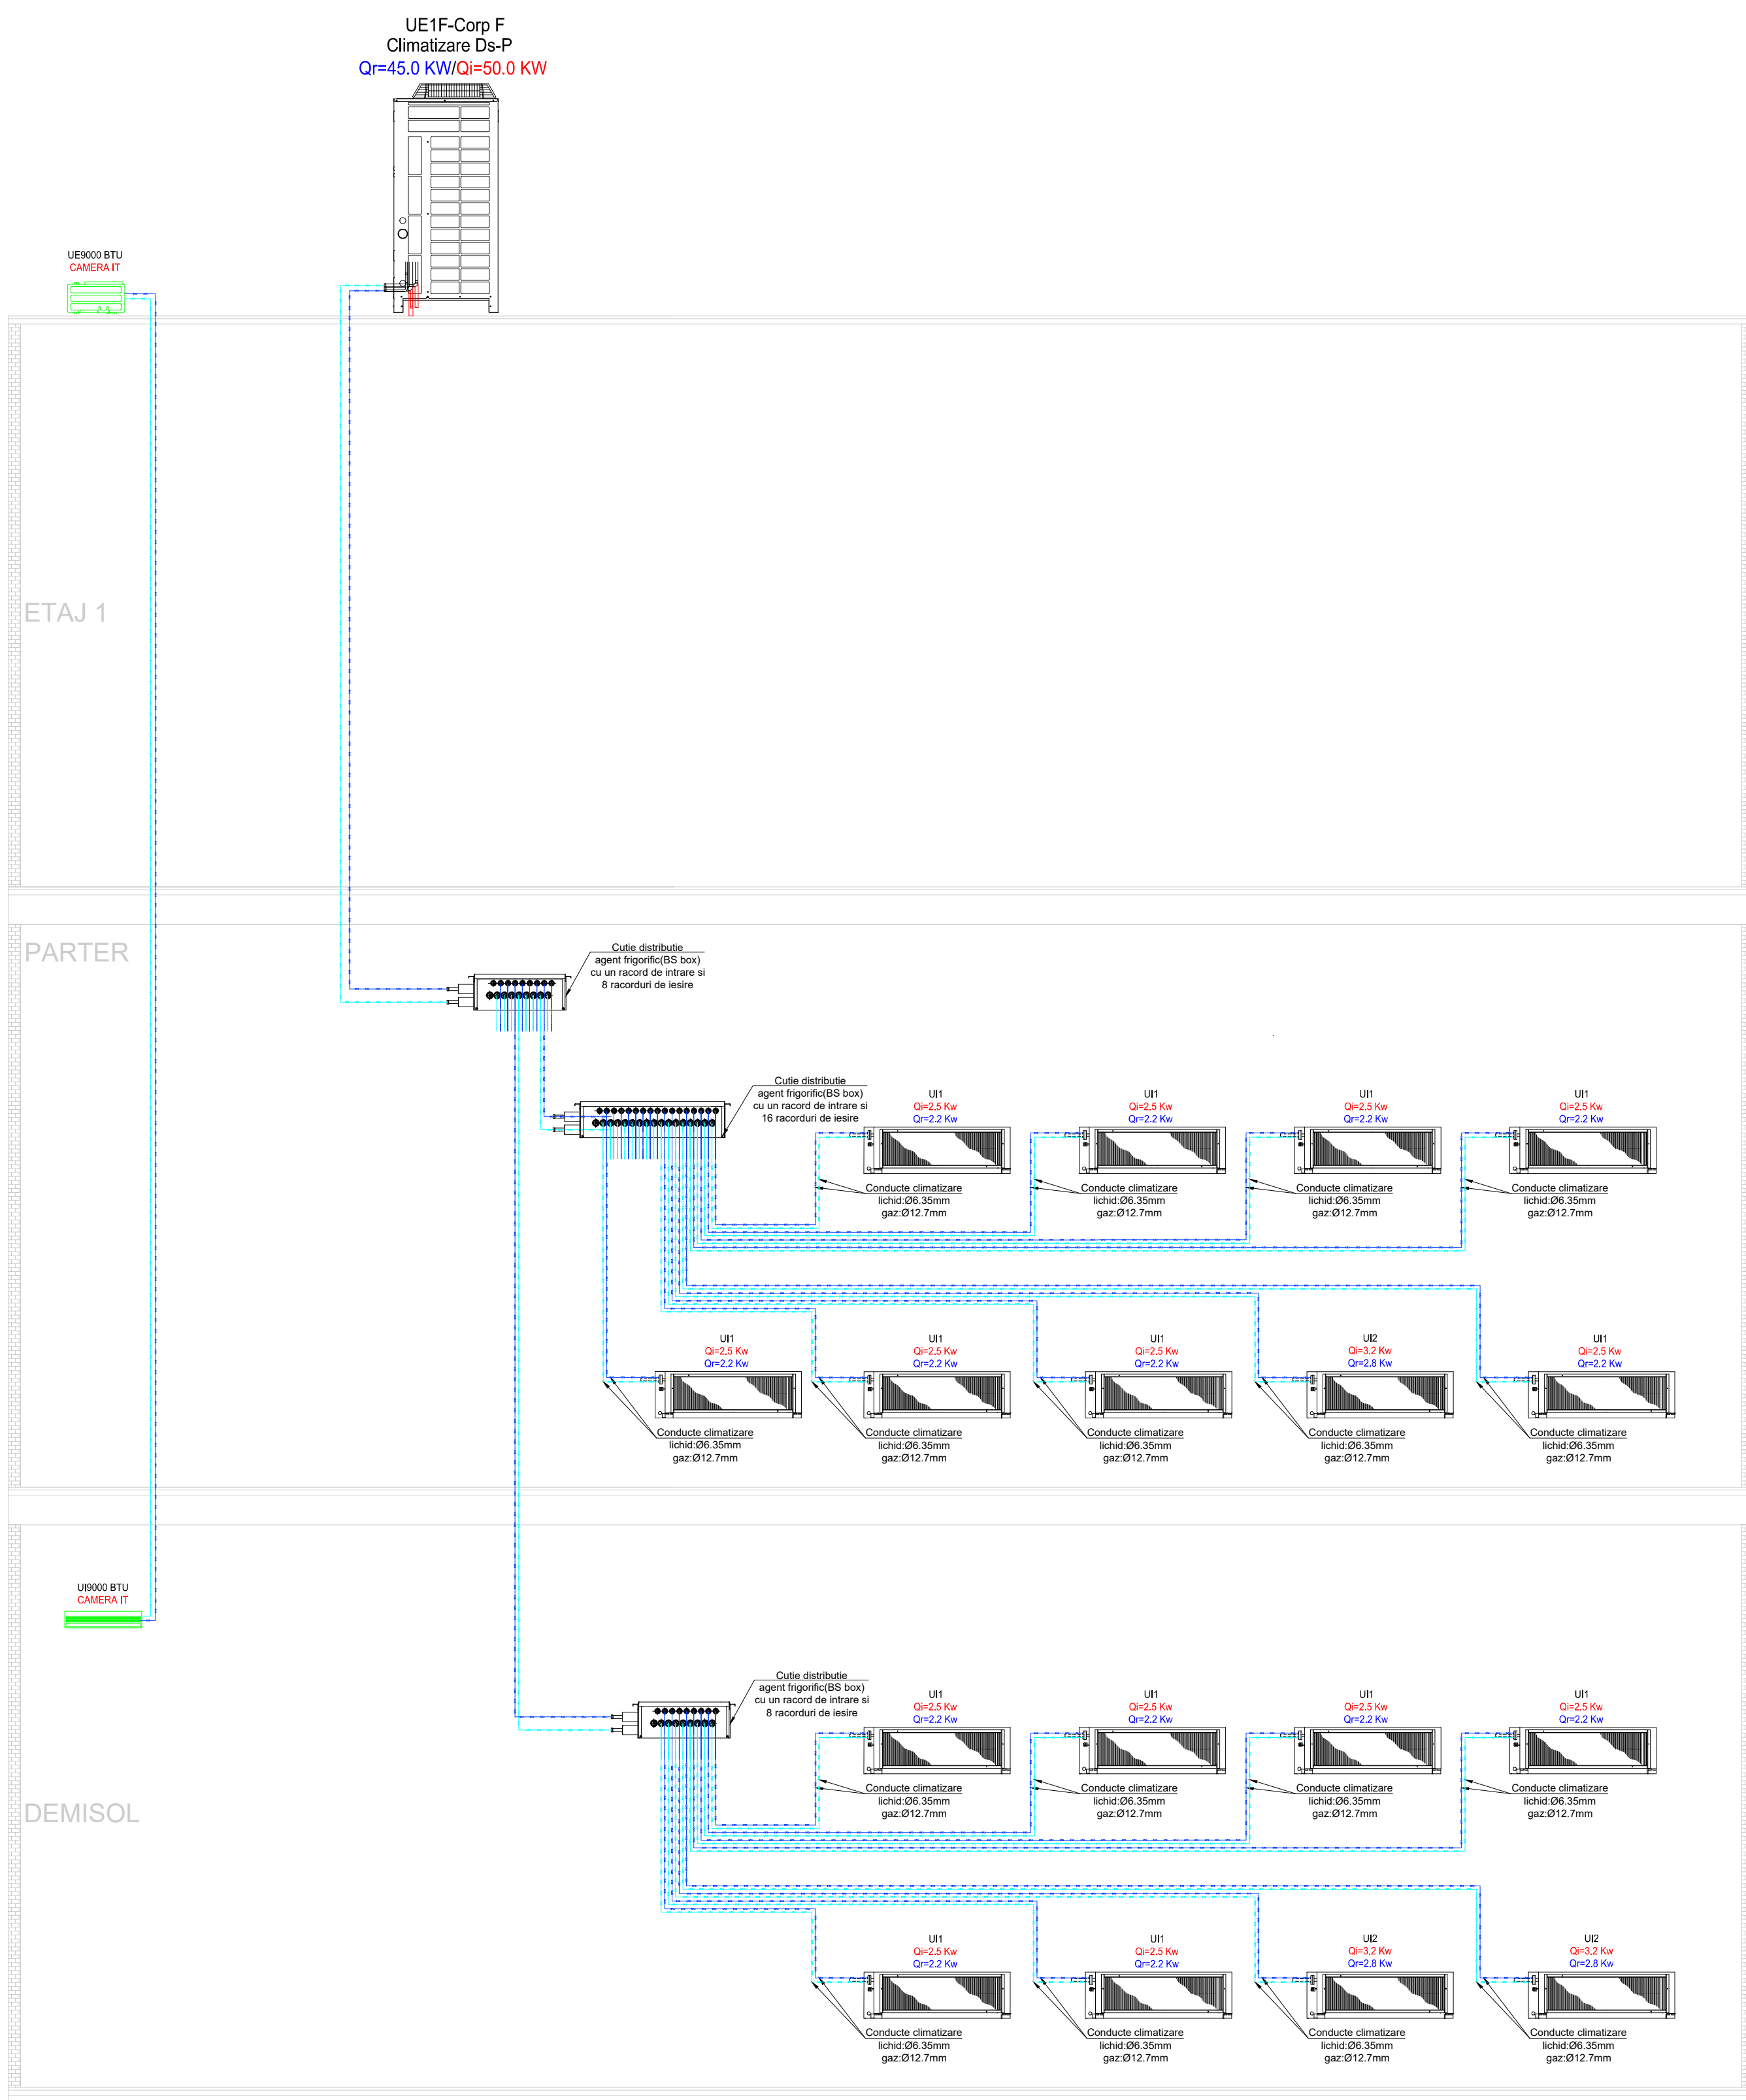 UE1F-Corp F
Climatizare Ds-P
Qr=45.0 KW/Qi=50.0 KW
UE9000 BTU
CAMERA IT
ETAJ 1
PARTER
Cutie distributie
agent frigorific(BS box)
cu un racord de intrare si
8 racorduri de iesire
Cutie distributie
agent frigorific(BS box)
cu un racord de intrare si
16 racorduri de iesire
UI1
Qi=2.5 Kw
Qr=2.2 Kw
UI1
Qi=2.5 Kw
Qr=2.2 Kw
UI1
Qi=2.5 Kw
Qr=2.2 Kw
UI1
Qi=2.5 Kw
Qr=2.2 Kw
Conducte climatizare
lichid:Ø6.35mm
gaz:Ø12.7mm
Conducte climatizare
lichid:Ø6.35mm
gaz:Ø12.7mm
Conducte climatizare
lichid:Ø6.35mm
gaz:Ø12.7mm
Conducte climatizare
lichid:Ø6.35mm
gaz:Ø12.7mm
UI1
Qi=2.5 Kw
Qr=2.2 Kw
UI1
Qi=2.5 Kw
Qr=2.2 Kw
UI1
Qi=2.5 Kw
Qr=2.2 Kw
UI2
Qi=3.2 Kw
Qr=2.8 Kw
UI1
Qi=2.5 Kw
Qr=2.2 Kw
Conducte climatizare
lichid:Ø6.35mm
gaz:Ø12.7mm
Conducte climatizare
lichid:Ø6.35mm
gaz:Ø12.7mm
Conducte climatizare
lichid:Ø6.35mm
gaz:Ø12.7mm
Conducte climatizare
lichid:Ø6.35mm
gaz:Ø12.7mm
Conducte climatizare
lichid:Ø6.35mm
gaz:Ø12.7mm
UI9000 BTU
CAMERA IT
DEMISOL
Cutie distributie
agent frigorific(BS box)
cu un racord de intrare si
8 racorduri de iesire
UI1
Qi=2.5 Kw
Qr=2.2 Kw
UI1
Qi=2.5 Kw
Qr=2.2 Kw
UI1
Qi=2.5 Kw
Qr=2.2 Kw
UI1
Qi=2.5 Kw
Qr=2.2 Kw
Conducte climatizare
lichid:Ø6.35mm
gaz:Ø12.7mm
Conducte climatizare
lichid:Ø6.35mm
gaz:Ø12.7mm
Conducte climatizare
lichid:Ø6.35mm
gaz:Ø12.7mm
Conducte climatizare
lichid:Ø6.35mm
gaz:Ø12.7mm
UI1
Qi=2.5 Kw
Qr=2.2 Kw
UI1
Qi=2.5 Kw
Qr=2.2 Kw
UI2
Qi=3.2 Kw
Qr=2.8 Kw
UI2
Qi=3.2 Kw
Qr=2.8 Kw
Conducte climatizare
lichid:Ø6.35mm
gaz:Ø12.7mm
Conducte climatizare
lichid:Ø6.35mm
gaz:Ø12.7mm
Conducte climatizare
lichid:Ø6.35mm
gaz:Ø12.7mm
Conducte climatizare
lichid:Ø6.35mm
gaz:Ø12.7mm